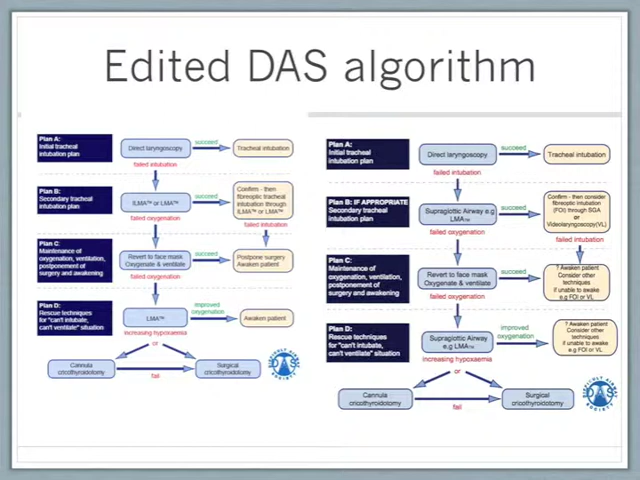 Edited DAS algorithm
Plan A:
Initial tracheal
intubation plan
Direct laryngoscopy
succeed
Tracheal intubation
failed intubation
Plan B:
Secondary tracheal
intubation plan
ILMA™ or LMA™
succeed
Confirm - then
fibreoptic tracheal
intubation through
ILMA™ or LMA™
failed oxygenation
failed intubation
Plan C:
Maintenance of
oxygenation, ventilation,
postponement of
surgery and awakening
Revert to face mask
Oxygenate & ventilate
succeed
Postpone surgery
Awaken patient
failed oxygenation
Plan D:
Rescue techniques
for "can't intubate,
can't ventilate" situation
LMA™
improved
oxygenation
Awaken patient
increasing hypoxaemia
or
Cannula
cricothyroidotomy
fail
Surgical
cricothyroidotomy
Plan A:
Initial tracheal
intubation plan
Direct laryngoscopy
succeed
Tracheal intubation
failed intubation
Plan B: IF APPROPRIATE
Secondary tracheal
intubation plan
Supraglottic Airway e.g
LMA™
succeed
Confirm - then consider
fibreoptic intubation
(FOI) through SGA
or
Videolaryngoscopy(VL)
failed oxygenation
failed intubation
Plan C:
Maintenance of
oxygenation, ventilation,
postponement of
surgery and awakening
Revert to face mask
Oxygenate & ventilate
succeed
? Awaken patient
Consider other
techniques
if unable to awake
e.g FOI or VL
failed oxygenation
Plan D:
Rescue techniques
for "can't intubate,
can't ventilate" situation
Supraglottic Airway
e.g LMA™
improved
oxygenation
? Awaken patient
Consider other
techniques
if unable to awake
e.g FOI or VL.
increasing hypoxaemia
or
Cannula
cricothyroidotomy
fail
Surgical
cricothyroidotomy
DIFFICULT AIRWAY
DAS
SOCIETY